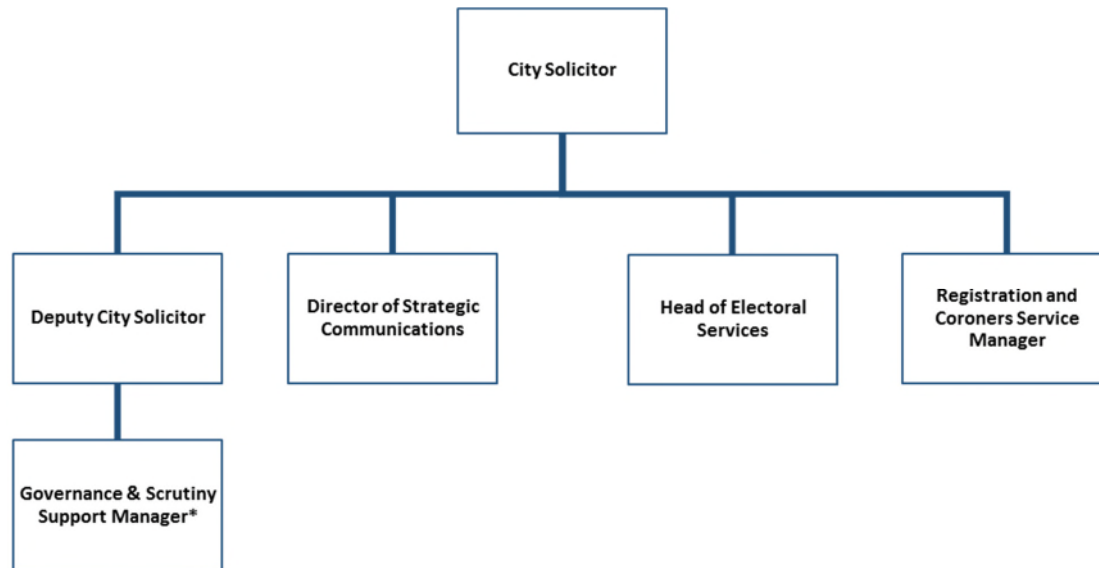 City Solicitor
Deputy City Solicitor
Director of Strategic
Communications
Head of Electoral
Services
Registration and
Coroners Service
Manager
Governance & Scrutiny
Support Manager*